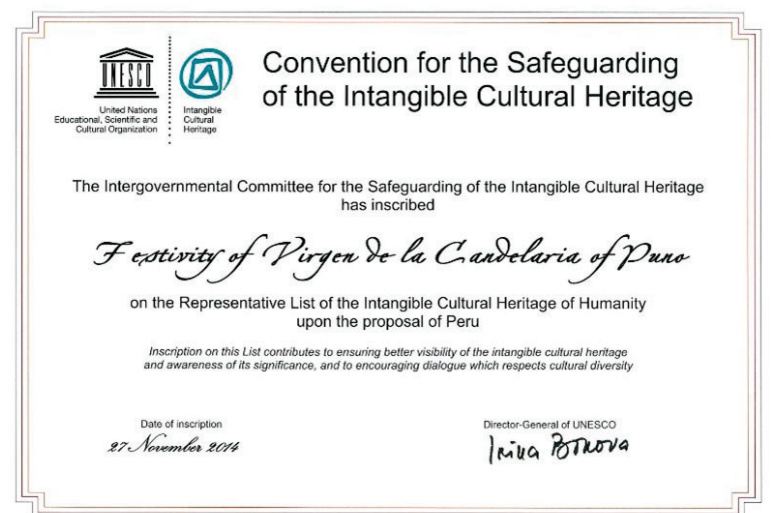 UNESCO
United Nations
Educational, Scientific and
Cultural Organization
Intangible
Cultural
Heritage
Convention for the Safeguarding
of the Intangible Cultural Heritage
The Intergovernmental Committee for the Safeguarding of the Intangible Cultural Heritage
has inscribed
Festivity of Virgen de la Candelaria of Puno
on the Representative List of the Intangible Cultural Heritage of Humanity
upon the proposal of Peru
Inscription on this List contributes to ensuring better visibility of the intangible cultural heritage
and awareness of its significance, and to encouraging dialogue which respects cultural diversity
Date of inscription
27 November 2014
Director-General of UNESCO
Irina Bokova